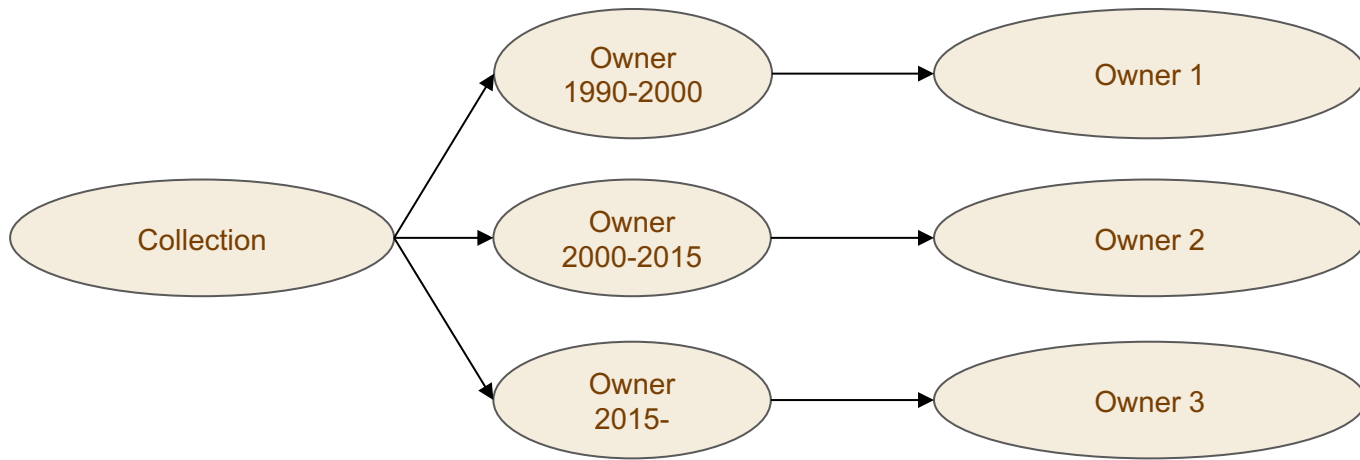 Owner
1990-2000
Owner 1
Collection
Owner
2000-2015
Owner 2
Owner
2015-
Owner 3